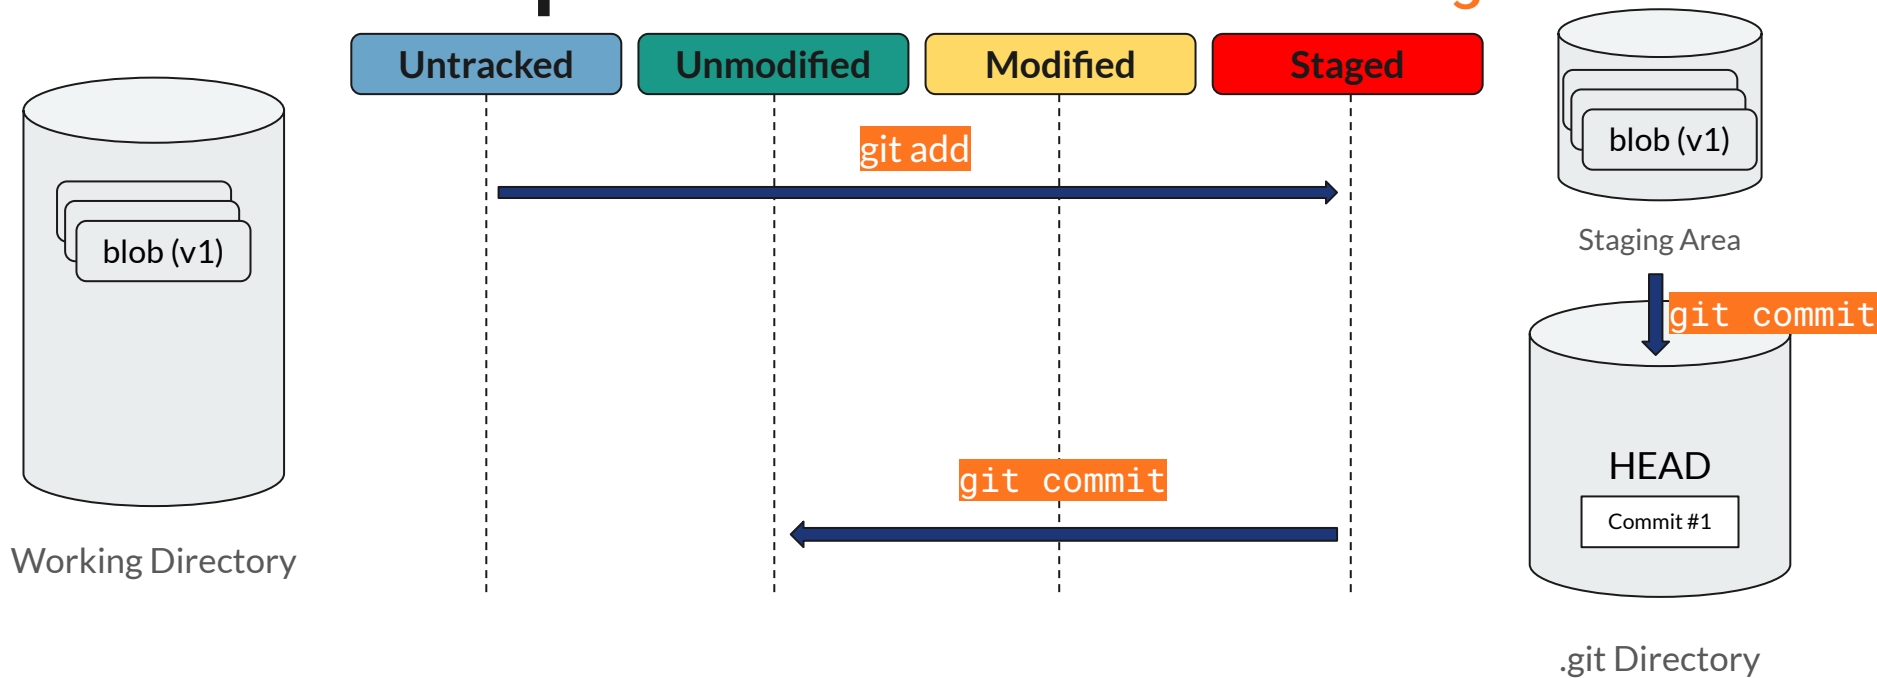 Untracked
Unmodified
Modified
Staged
git add
blob (v1)
blob (v1)
Staging Area
git commit
git commit
HEAD
Commit #1
Working Directory
.git Directory